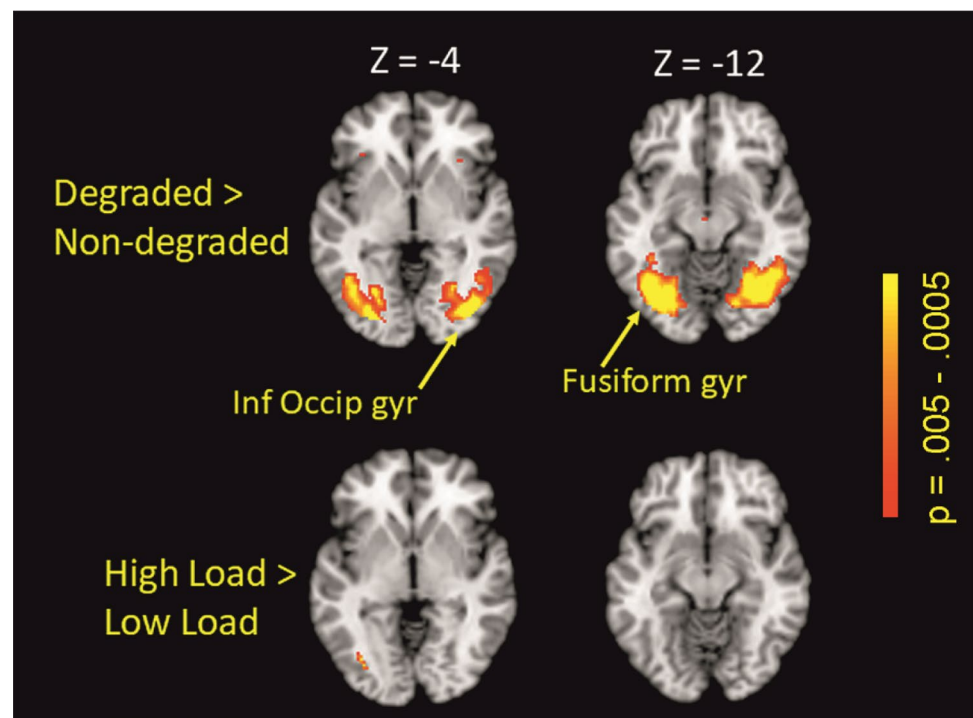 Z = -4
Z = -12
Degraded >
Non-degraded
Inf Occip gyr
Fusiform gyr
p = .005 - .0005
High Load >
Low Load